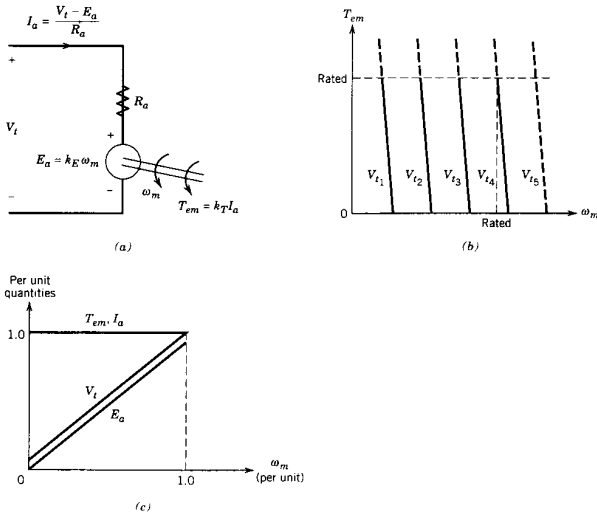 I_a = (V_t − E_a) / R_a
+
R_a
V_t
+
E_a ≃ k_E ω_m
−
−
ω_m
T_em = k_T I_a
(a)
T_em
Rated
V_t1 V_t2 V_t3 V_t4 V_t5
0
Rated
ω_m
(b)
Per unit
quantities
1.0
T_em, I_a
V_t
E_a
0
1.0
ω_m
(per unit)
(c)